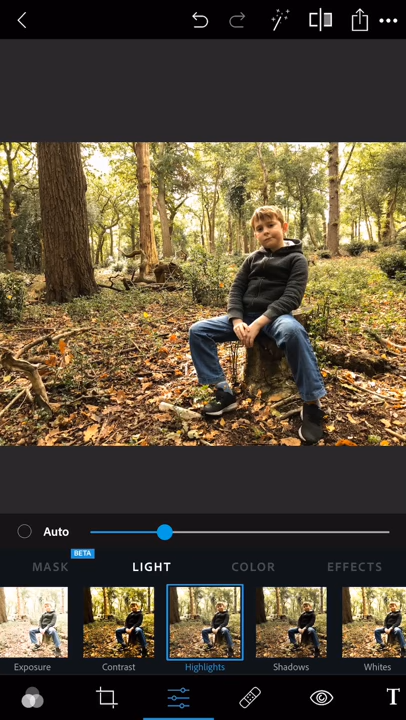 Auto
BETA
MASK LIGHT COLOR EFFECTS
Exposure Contrast Highlights Shadows Whites
T